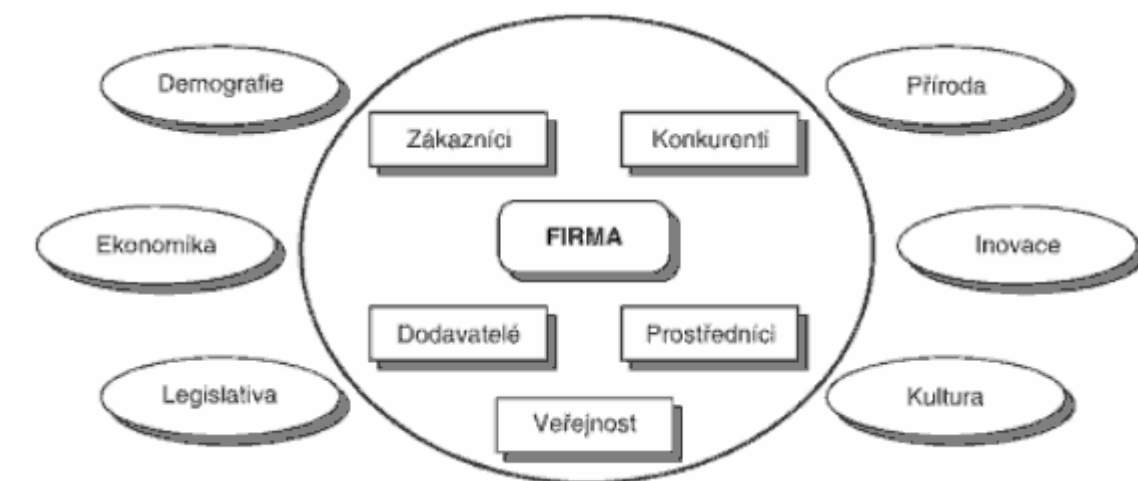 Demografie
Příroda
Zákazníci
Konkurenti
FIRMA
Ekonomika
Inovace
Dodavatelé
Prostředníci
Legislativa
Kultura
Veřejnost